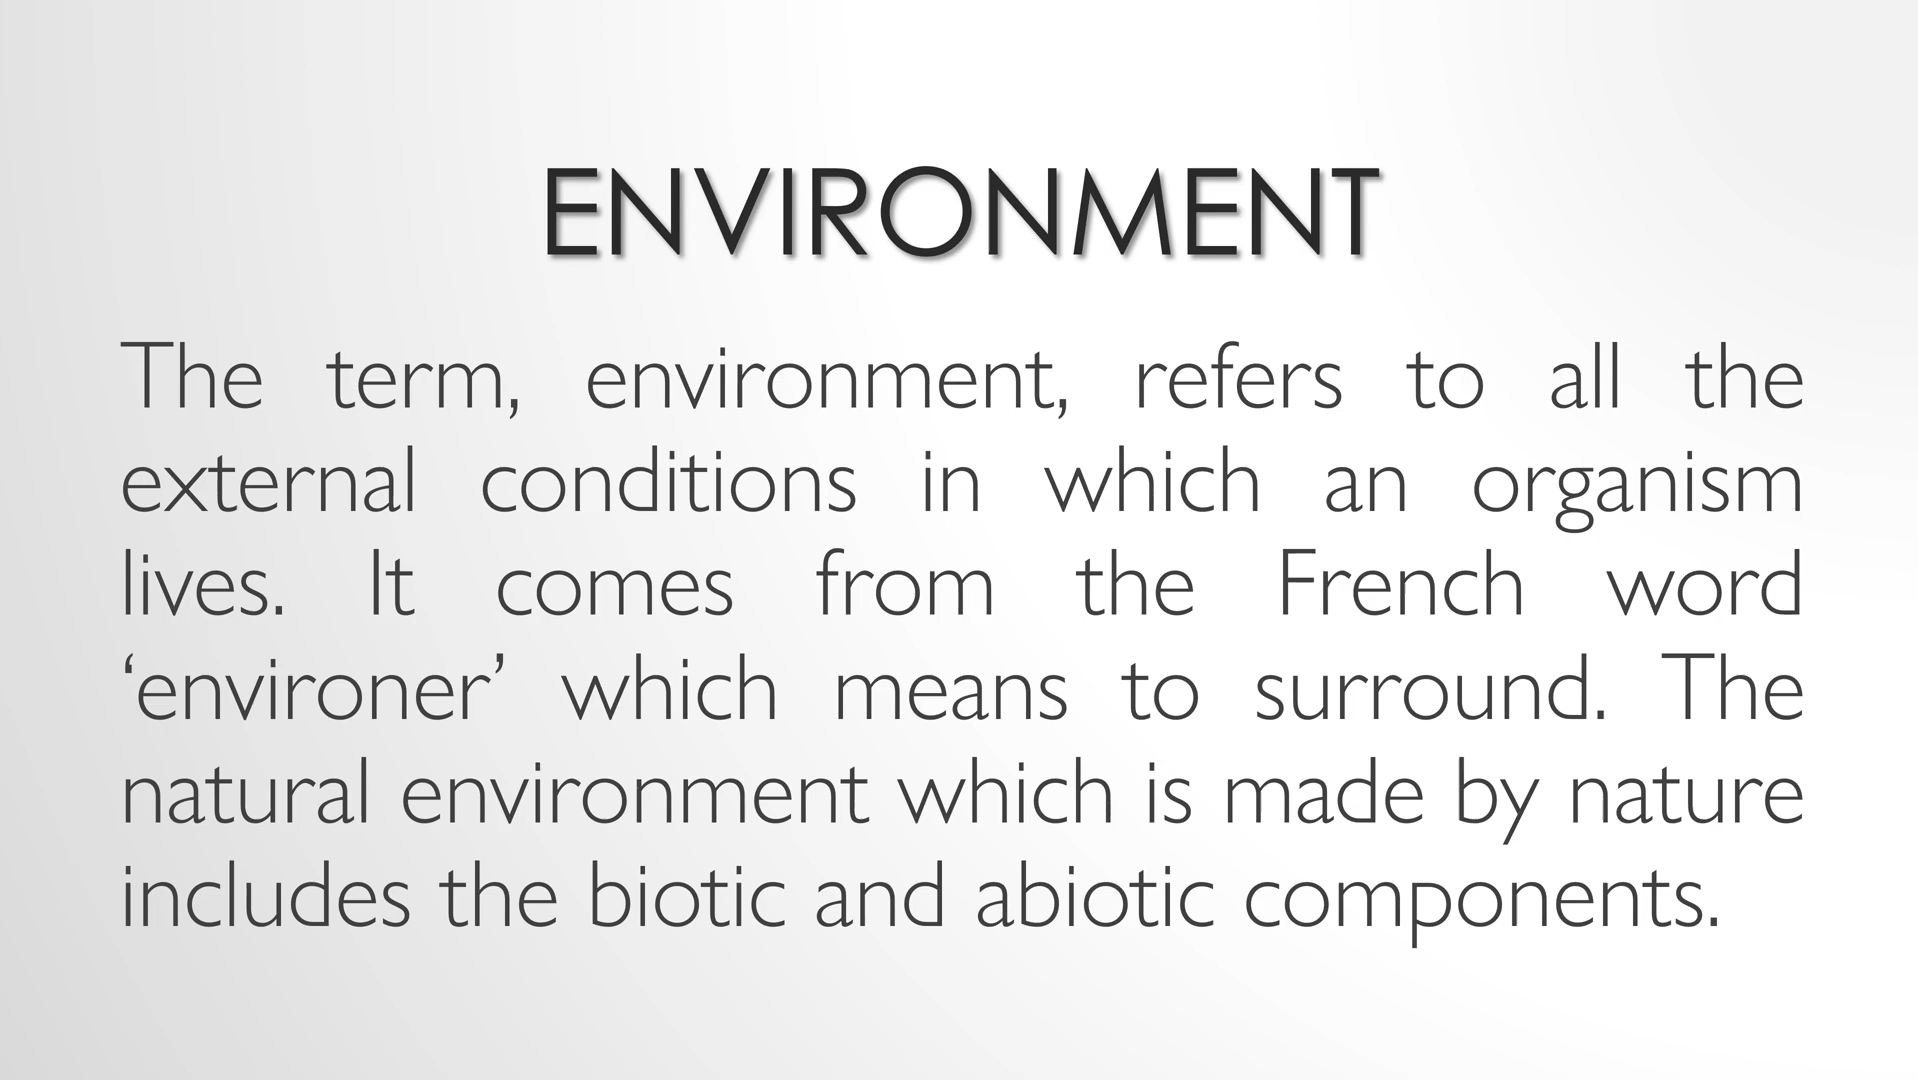 ENVIRONMENT
The term, environment, refers to all the
external conditions in which an organism
lives. It comes from the French word
‘environer’ which means to surround. The
natural environment which is made by nature
includes the biotic and abiotic components.